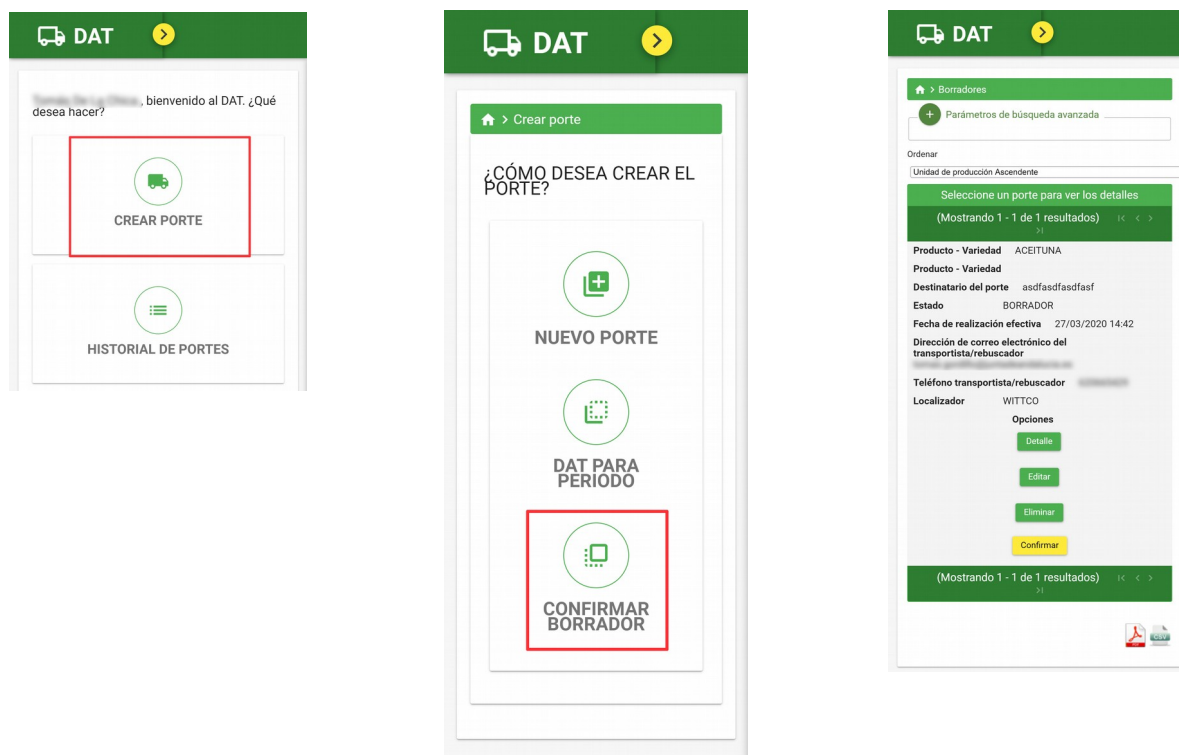 DAT
, bienvenido al DAT. ¿Qué
desea hacer?
CREAR PORTE
HISTORIAL DE PORTES
DAT
> Crear porte
¿CÓMO DESEA CREAR EL
PORTE?
NUEVO PORTE
DAT PARA
PERIODO
CONFIRMAR
BORRADOR
DAT
> Borradores
Parámetros de búsqueda avanzada
Ordenar
Unidad de producción Ascendente
Seleccione un porte para ver los detalles
(Mostrando 1 - 1 de 1 resultados)
Producto - Variedad ACEITUNA
Producto - Variedad
Destinatario del porte asdfasdfasdfasf
Estado BORRADOR
Fecha de realización efectiva 27/03/2020 14:42
Dirección de correo electrónico del
transportista/rebuscador
Teléfono transportista/rebuscador
Localizador WITTCO
Opciones
Detalle
Editar
Eliminar
Confirmar
(Mostrando 1 - 1 de 1 resultados)
CSV